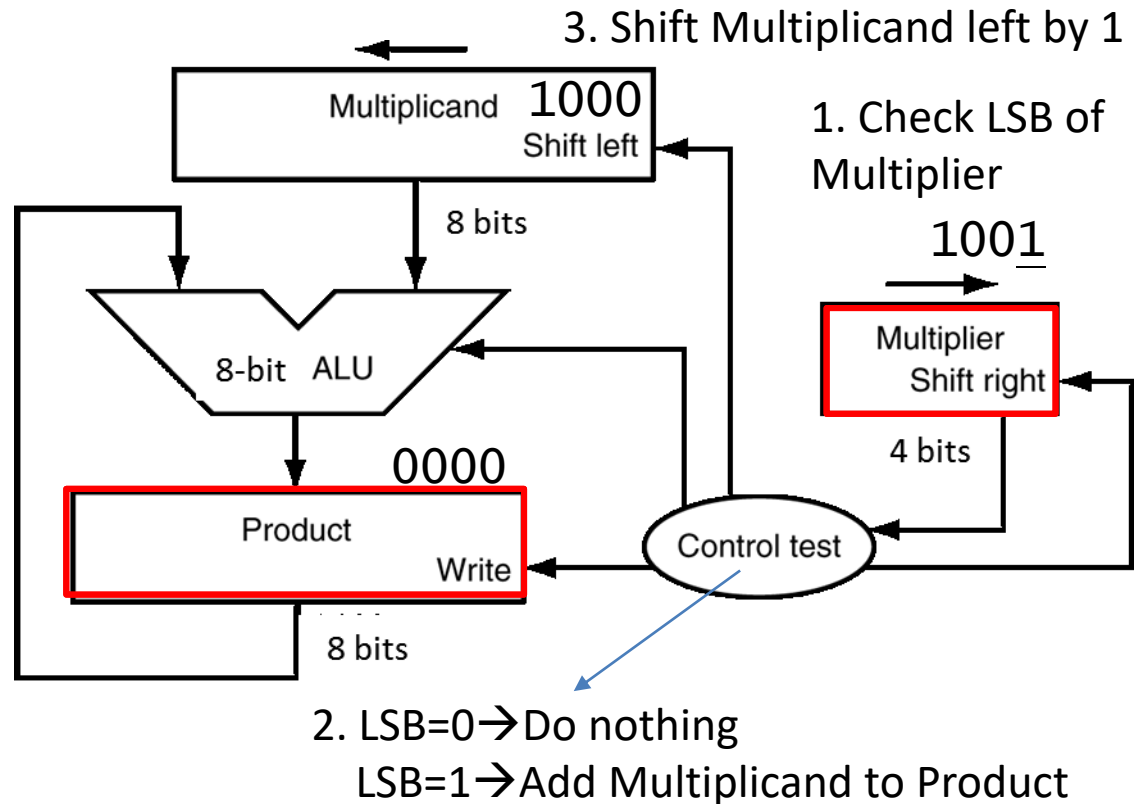 3. Shift Multiplicand left by 1
Multiplicand 1000
Shift left
1. Check LSB of
Multiplier
1001
8 bits
8-bit ALU
Multiplier
Shift right
4 bits
0000
Product
Write
Control test
8 bits
2. LSB=0→Do nothing
LSB=1→Add Multiplicand to Product